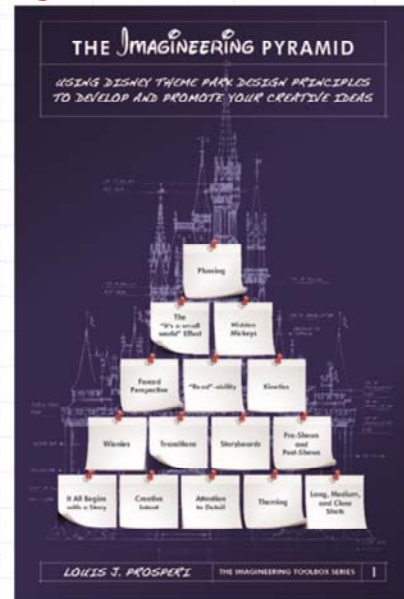 THE IMAGINEERING PYRAMID
USING DISNEY THEME PARK DESIGN PRINCIPLES
TO DEVELOP AND PROMOTE YOUR CREATIVE IDEAS
Plussing
The
"it's a small
world" Effect
Hidden
Mickeys
Forced
Perspective
"Read"-ability
Kinetics
Wienies
Transitions
Storyboards
Pre-Shows
and
Post-Shows
It All Begins
with a Story
Creative
Intent
Attention
to Detail
Theming
Long, Medium,
and Close
Shots
LOUIS J. PROSPERI
THE IMAGINEERING TOOLBOX SERIES
1